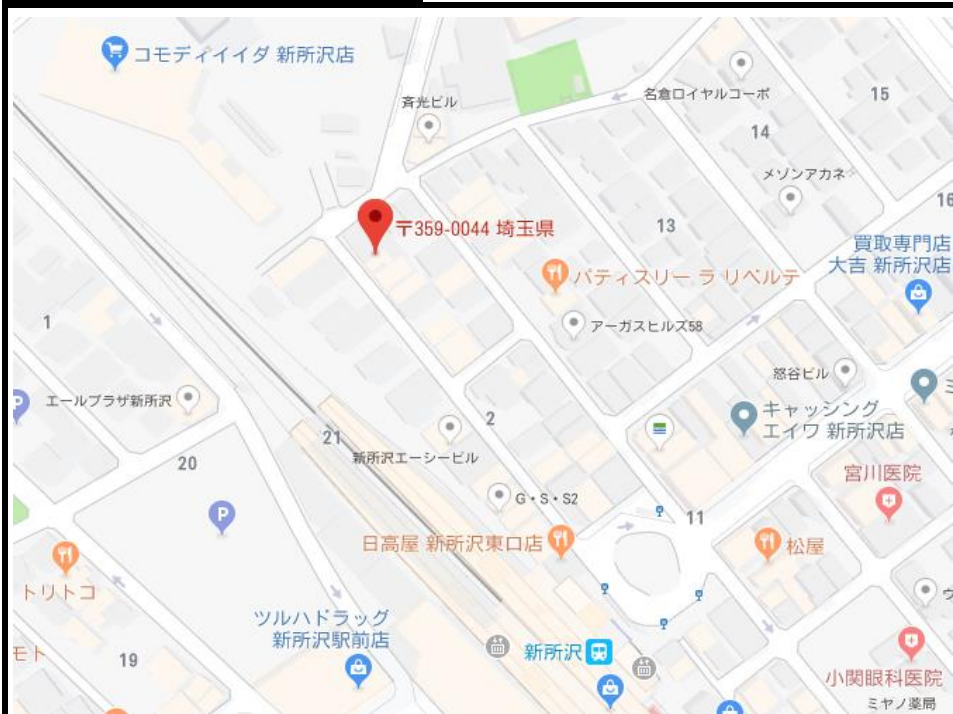 コモディイイダ 新所沢店
斉光ビル
名倉ロイヤルコーポ
15
14
メゾンアカネ
16
〒359-0044 埼玉県
13
買取専門店
大吉 新所沢店
パティスリー ラ リベルテ
アーガスヒルズ58
1
怒谷ビル
エールプラザ新所沢
P
2
キャッシング
エイワ 新所沢店
ミ
21
新所沢エーシービル
20
宮川医院
G・S・S2
P
11
日高屋 新所沢東口店
松屋
トリトコ
ツルハドラッグ
新所沢駅前店
ウ
モト
19
新所沢
小関眼科医院
ミヤノ薬局